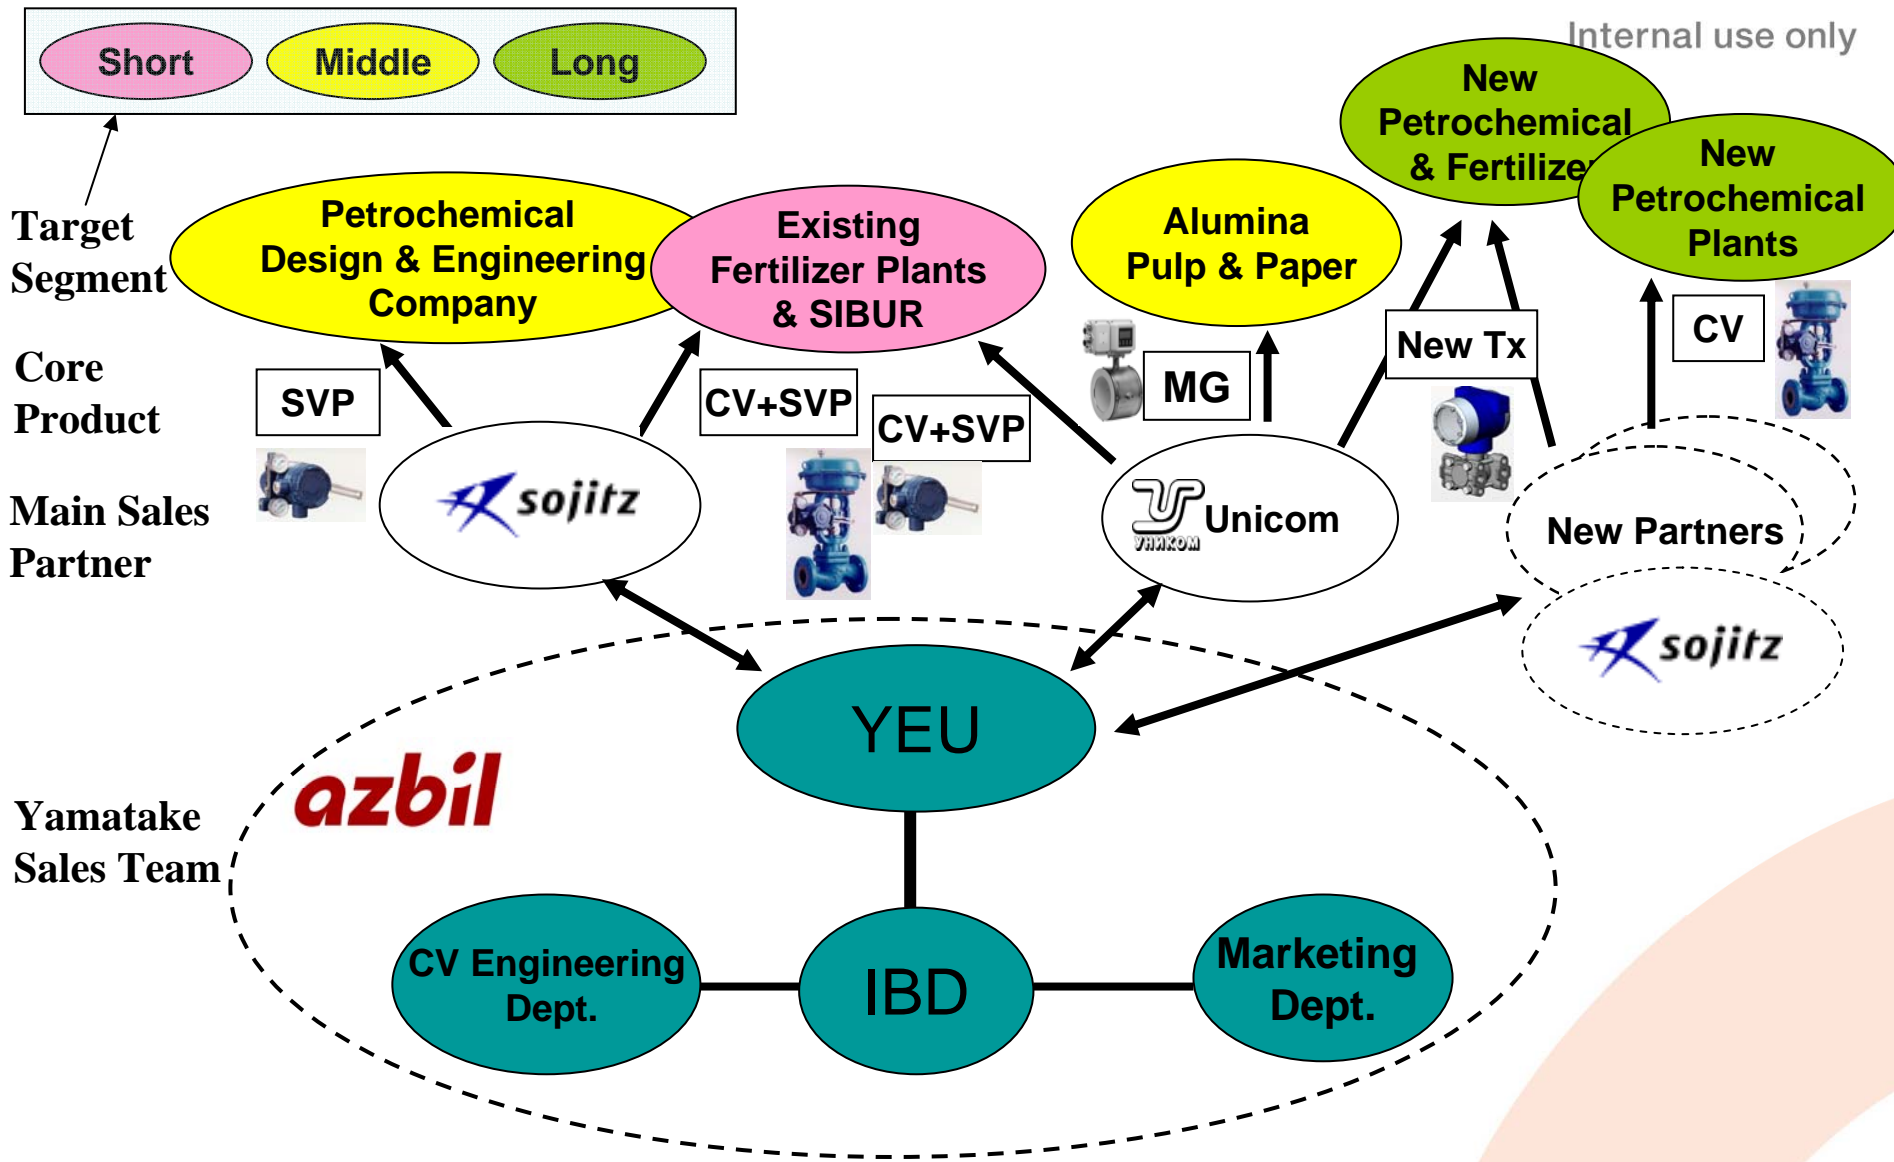 Internal use only
Short
Middle
Long
New
Petrochemical
& Fertilizer
New
Petrochemical
Plants
Target
Segment
Petrochemical
Design & Engineering
Company
Existing
Fertilizer Plants
& SIBUR
Alumina
Pulp & Paper
Core
Product
SVP
CV+SVP
CV+SVP
MG
New Tx
CV
Main Sales
Partner
sojitz
УНИКОМ
Unicom
New Partners
sojitz
YEU
azbil
Yamatake
Sales Team
CV Engineering
Dept.
IBD
Marketing
Dept.